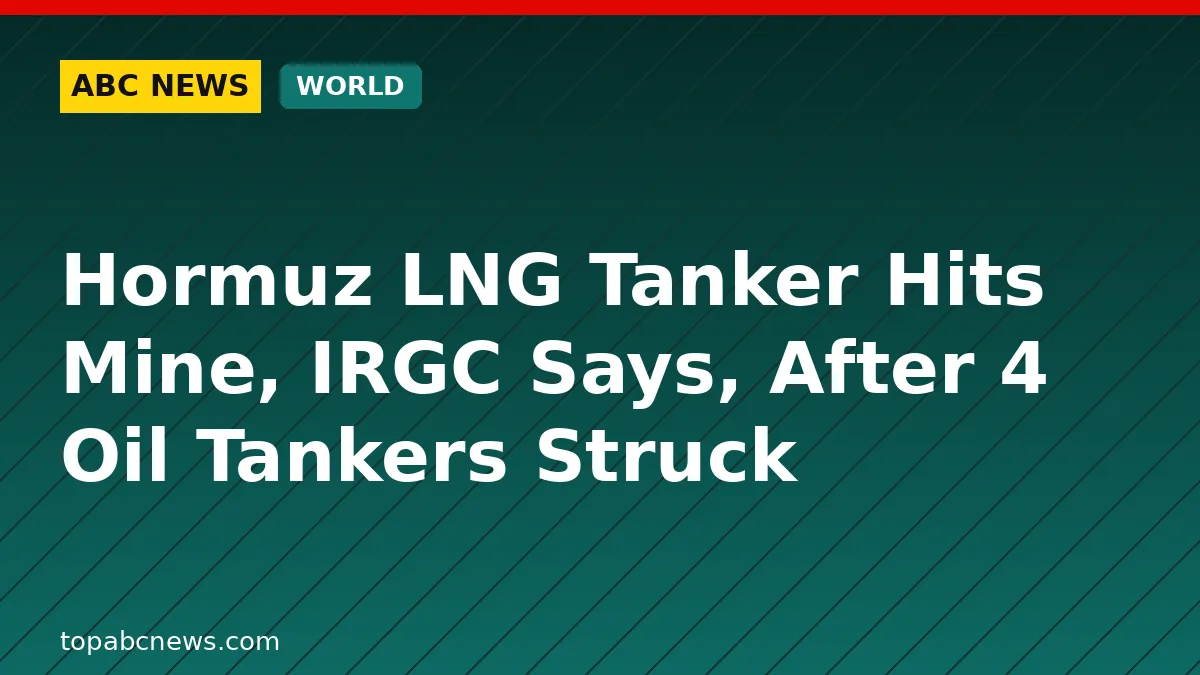 ABC NEWS
WORLD
Hormuz LNG Tanker Hits
Mine, IRGC Says, After 4
Oil Tankers Struck
topabcnews.com